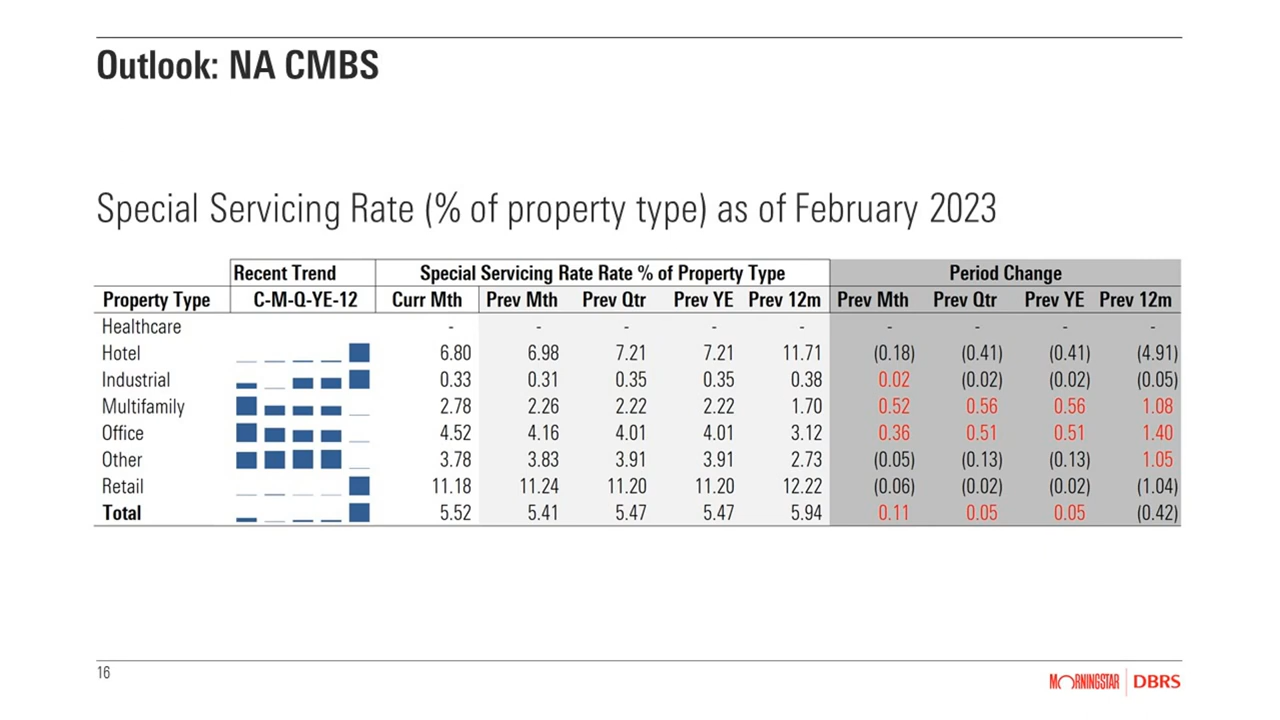 Outlook: NA CMBS
Special Servicing Rate (% of property type) as of February 2023
Recent Trend Special Servicing Rate Rate % of Property Type Period Change
Property Type C-M-Q-YE-12 Curr Mth Prev Mth Prev Qtr Prev YE Prev 12m Prev Mth Prev Qtr Prev YE Prev 12m
Healthcare - - - - - - - - -
Hotel 6.80 6.98 7.21 7.21 11.71 (0.18) (0.41) (0.41) (4.91)
Industrial 0.33 0.31 0.35 0.35 0.38 0.02 (0.02) (0.02) (0.05)
Multifamily 2.78 2.26 2.22 2.22 1.70 0.52 0.56 0.56 1.08
Office 4.52 4.16 4.01 4.01 3.12 0.36 0.51 0.51 1.40
Other 3.78 3.83 3.91 3.91 2.73 (0.05) (0.13) (0.13) 1.05
Retail 11.18 11.24 11.20 11.20 12.22 (0.06) (0.02) (0.02) (1.04)
Total 5.52 5.41 5.47 5.47 5.94 0.11 0.05 0.05 (0.42)
16
MORNINGSTAR DBRS